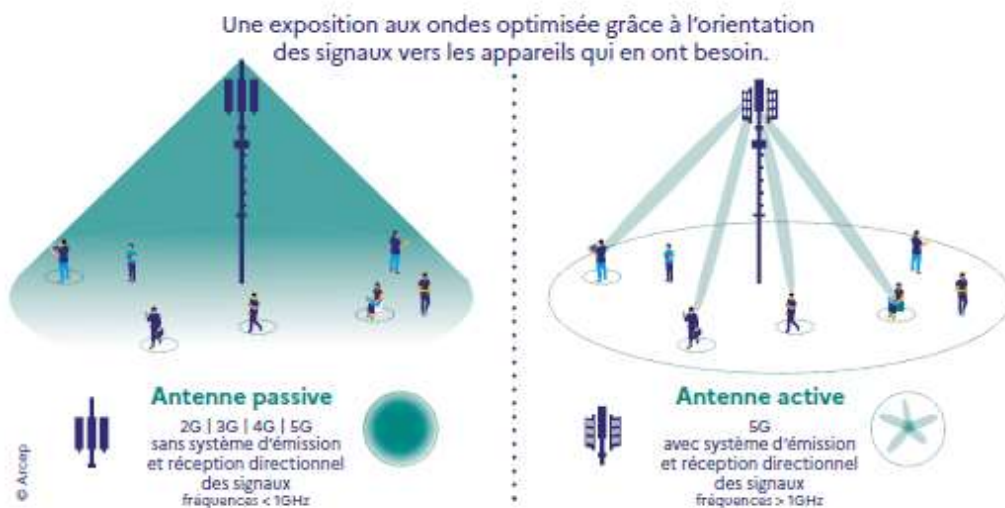 Une exposition aux ondes optimisée grâce à l'orientation
des signaux vers les appareils qui en ont besoin.
Antenne passive
2G | 3G | 4G | 5G
sans système d'émission
et réception directionnel
des signaux
fréquences < 1GHz
Antenne active
5G
avec système d'émission
et réception directionnel
des signaux
fréquences > 1GHz
© Arcep